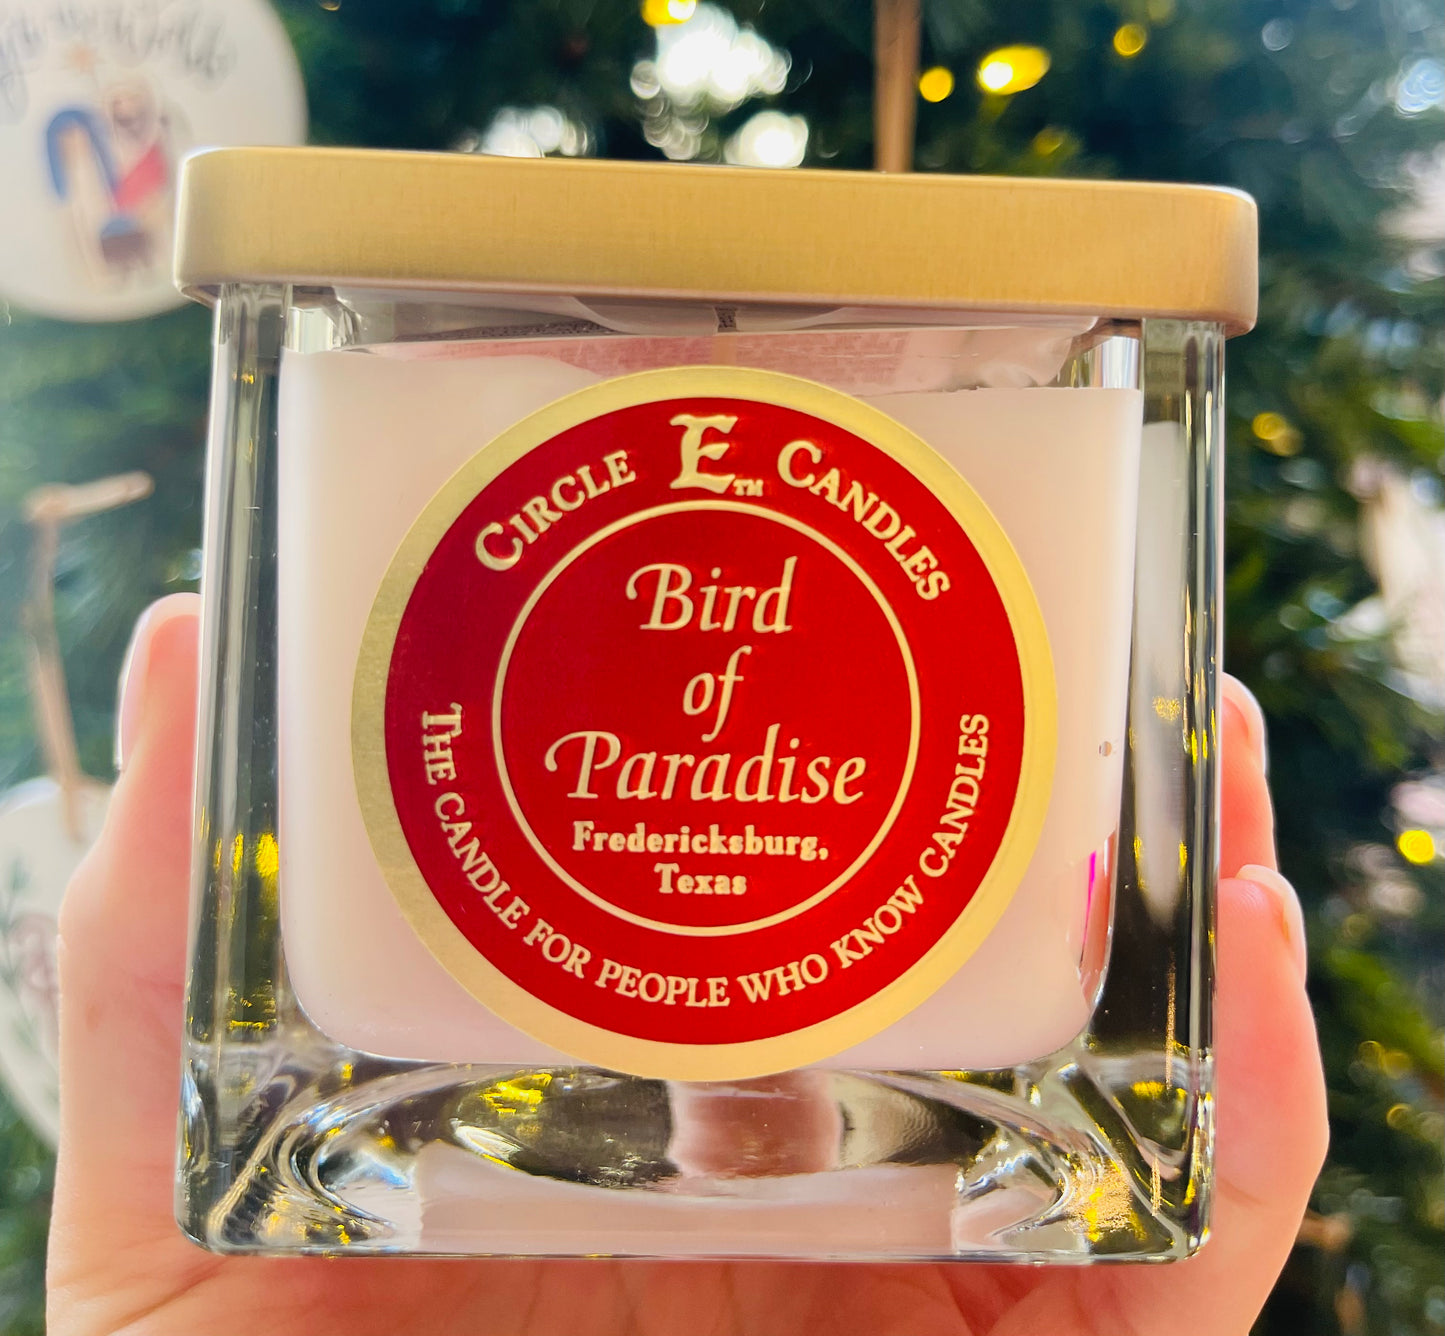 CIRCLE E™ CANDLES
Bird
of
Paradise
Fredericksburg,
Texas
THE CANDLE FOR PEOPLE WHO KNOW CANDLES